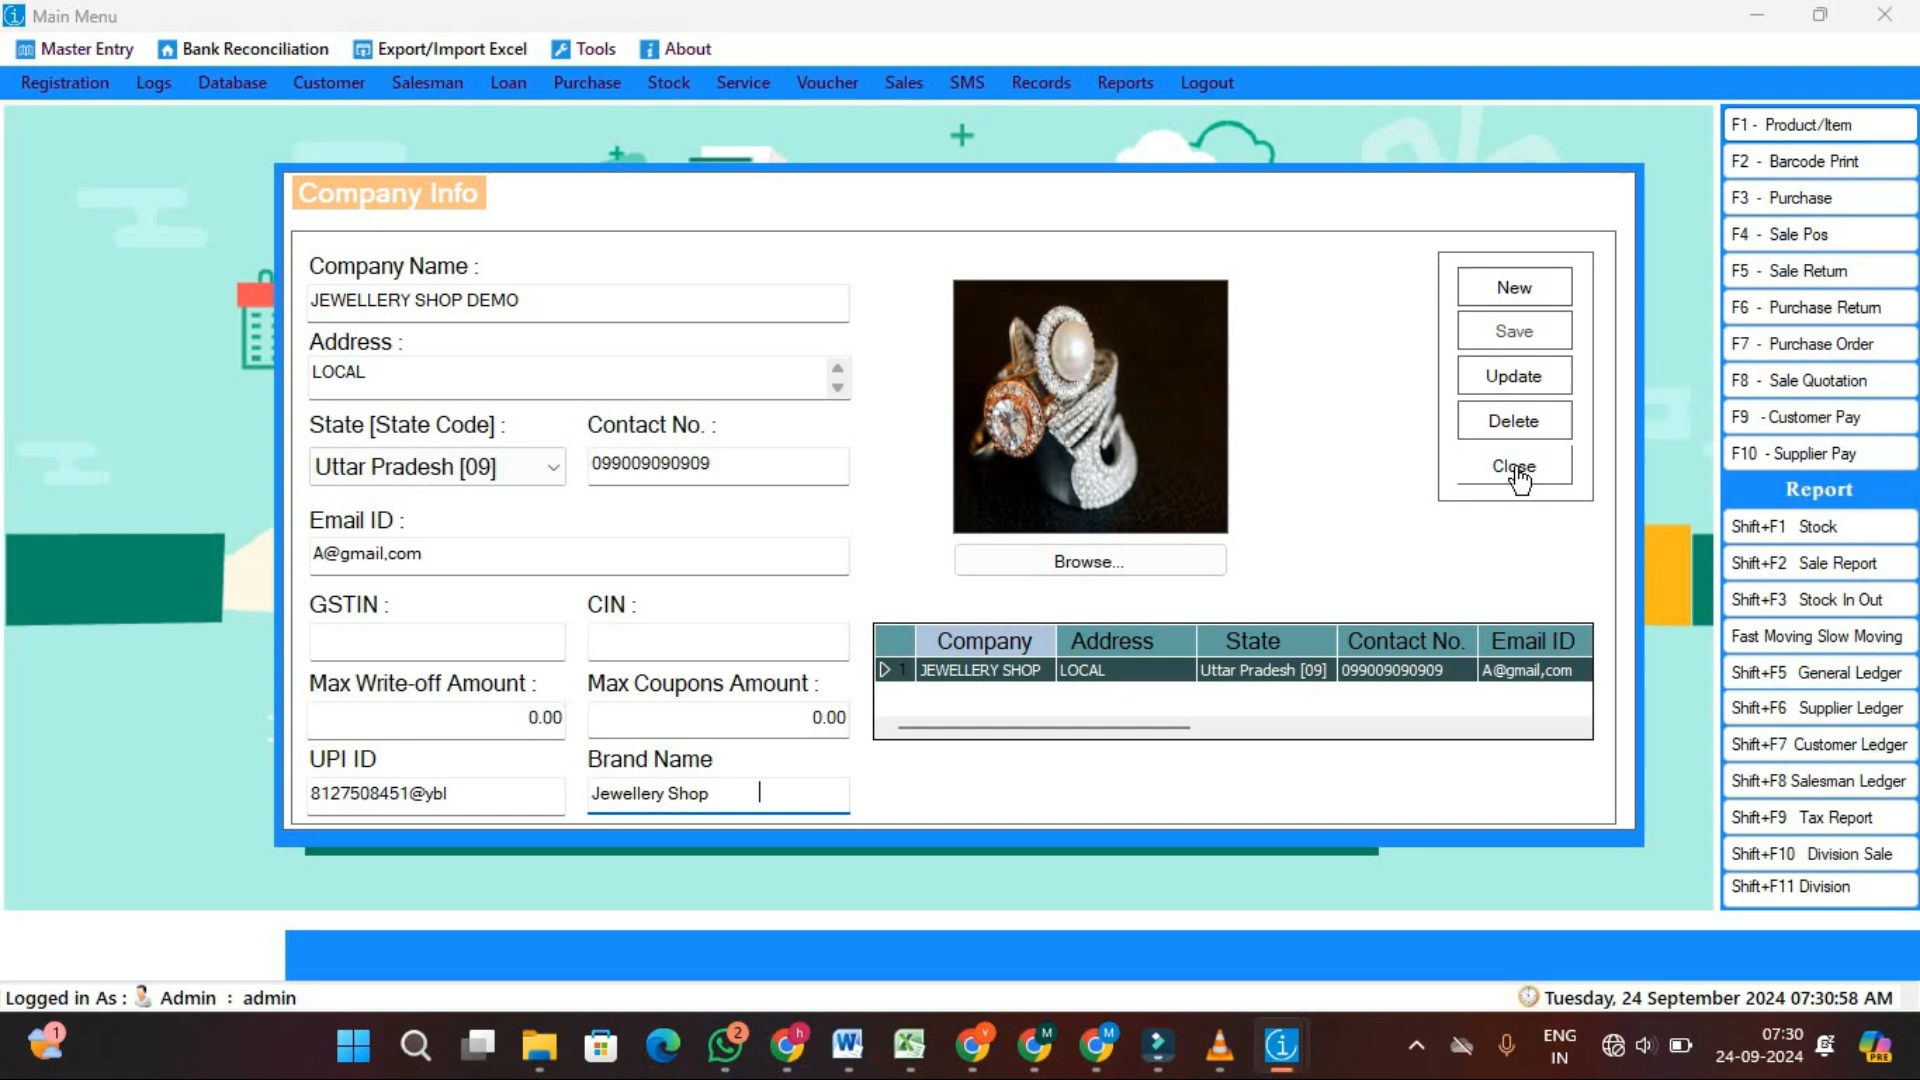 Main Menu
Master Entry Bank Reconciliation Export/Import Excel Tools About
Registration Logs Database Customer Salesman Loan Purchase Stock Service Voucher Sales SMS Records Reports Logout
Company Info
Company Name :
JEWELLERY SHOP DEMO
Address :
LOCAL
State [State Code] : Contact No. :
Uttar Pradesh [09] 099009090909
Email ID :
A@gmail,com
GSTIN : CIN :
Max Write-off Amount : Max Coupons Amount :
0.00 0.00
UPI ID Brand Name
8127508451@ybl Jewellery Shop
Browse...
New
Save
Update
Delete
Close
Company Address State Contact No. Email ID
1 JEWELLERY SHOP LOCAL Uttar Pradesh [09] 099009090909 A@gmail,com
F1 - Product/Item
F2 - Barcode Print
F3 - Purchase
F4 - Sale Pos
F5 - Sale Return
F6 - Purchase Return
F7 - Purchase Order
F8 - Sale Quotation
F9 - Customer Pay
F10 - Supplier Pay
Report
Shift+F1 Stock
Shift+F2 Sale Report
Shift+F3 Stock In Out
Fast Moving Slow Moving
Shift+F5 General Ledger
Shift+F6 Supplier Ledger
Shift+F7 Customer Ledger
Shift+F8 Salesman Ledger
Shift+F9 Tax Report
Shift+F10 Division Sale
Shift+F11 Division
Logged in As : Admin : admin
Tuesday, 24 September 2024 07:30:58 AM
1
2
h
V
M
M
ENG
IN
07:30
24-09-2024
PRE